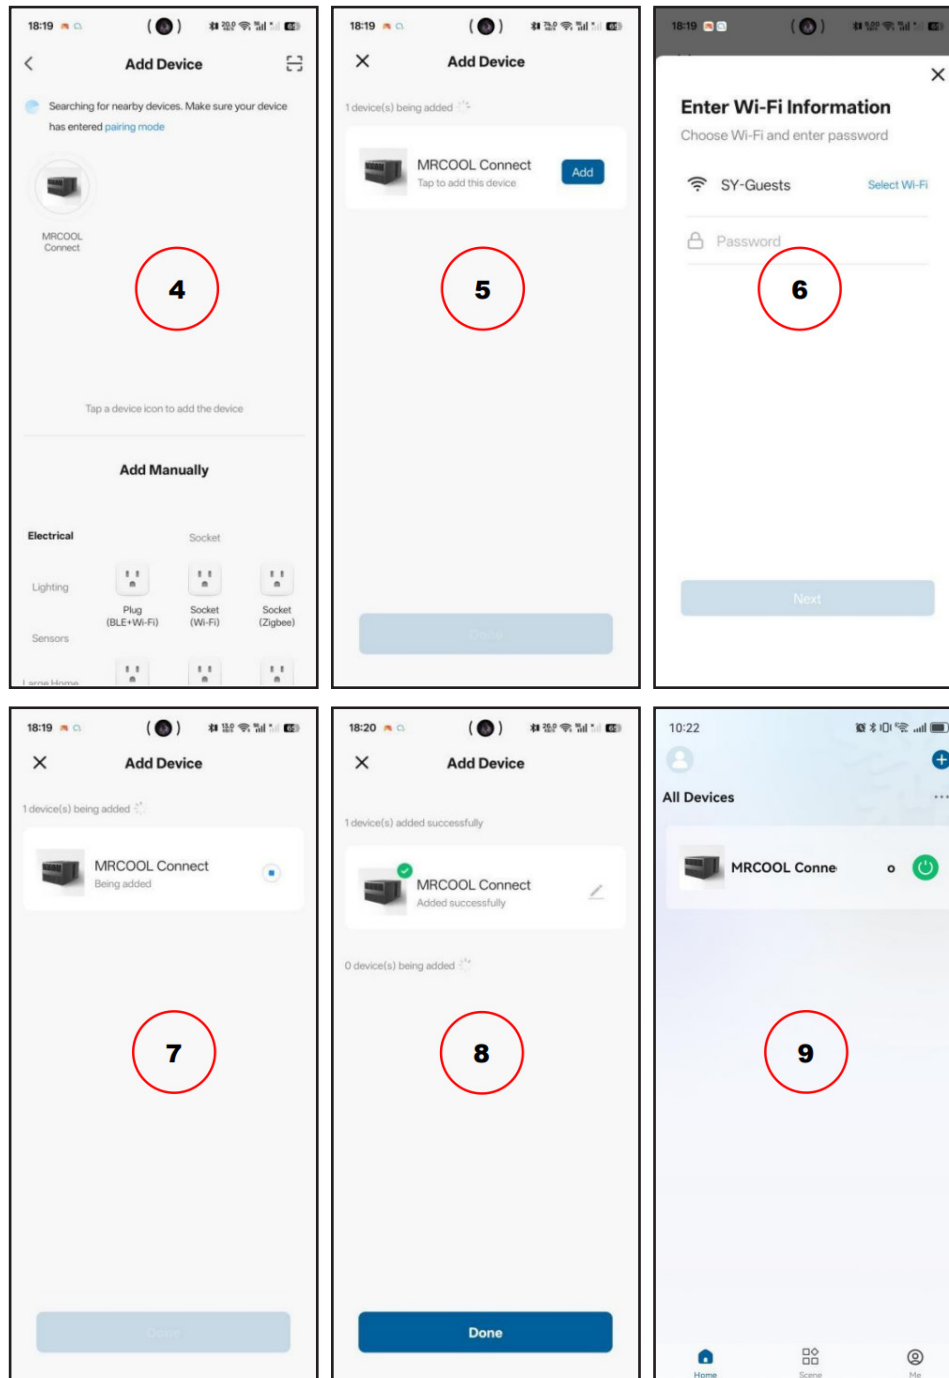 18:19
Add Device
Searching for nearby devices. Make sure your device
has entered pairing mode
MRCOOL
Connect
4
Tap a device icon to add the device
Add Manually
Electrical
Socket
Lighting
Plug
(BLE+Wi-Fi)
Socket
(Wi-Fi)
Socket
(Zigbee)
Sensors
Large Home
18:19
Add Device
1 device(s) being added
MRCOOL Connect
Tap to add this device
Add
5
Done
18:19
Enter Wi-Fi Information
Choose Wi-Fi and enter password
SY-Guests
Select Wi-Fi
Password
6
Next
18:19
Add Device
1 device(s) being added
MRCOOL Connect
Being added
7
Done
18:20
Add Device
1 device(s) added successfully
MRCOOL Connect
Added successfully
0 device(s) being added
8
Done
10:22
All Devices
MRCOOL Conne
o
9
Home
Scene
Me